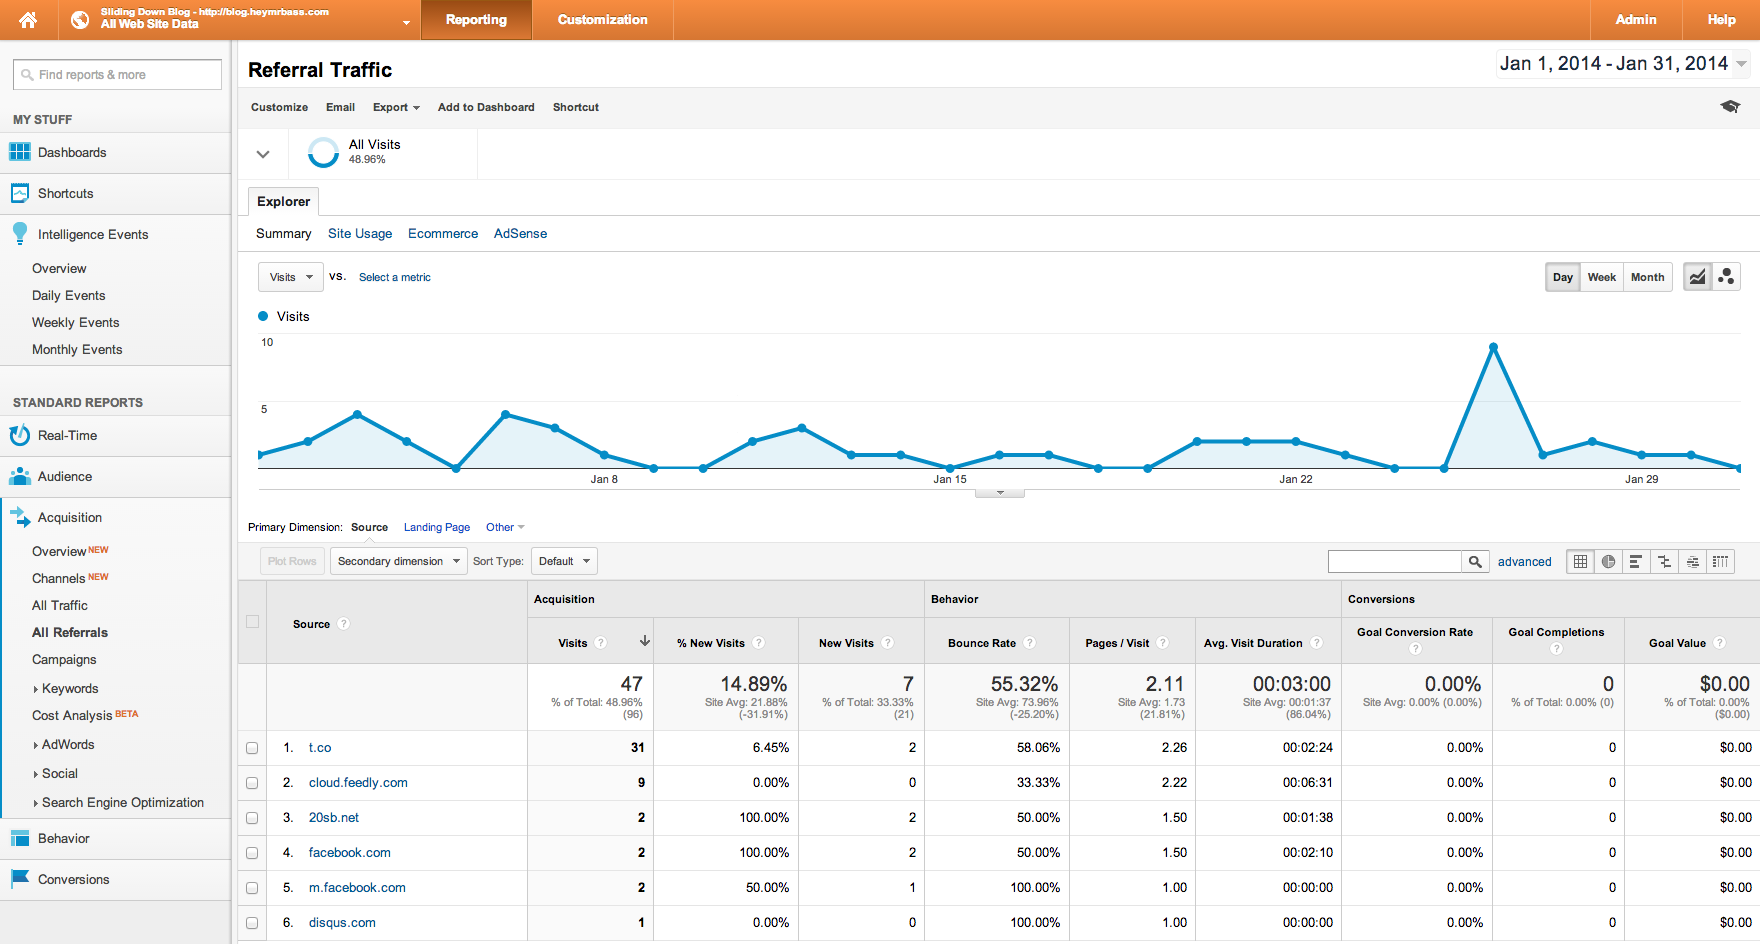 Sliding Down Blog - http://blog.heymrbass.com
All Web Site Data
Reporting
Customization
Admin
Help
Find reports & more
MY STUFF
Dashboards
Shortcuts
Intelligence Events
Overview
Daily Events
Weekly Events
Monthly Events
STANDARD REPORTS
Real-Time
Audience
Acquisition
Overview NEW
Channels NEW
All Traffic
All Referrals
Campaigns
Keywords
Cost Analysis BETA
AdWords
Social
Search Engine Optimization
Behavior
Conversions
Referral Traffic
Jan 1, 2014 - Jan 31, 2014
Customize Email Export Add to Dashboard Shortcut
All Visits
48.96%
Explorer
Summary Site Usage Ecommerce AdSense
Visits vs. Select a metric
Day Week Month
Visits
10
5
Jan 8 Jan 15 Jan 22 Jan 29
Primary Dimension: Source Landing Page Other
Plot Rows Secondary dimension Sort Type: Default
advanced
Source ?
Acquisition Behavior Conversions
Visits ? % New Visits ? New Visits ? Bounce Rate ? Pages / Visit ? Avg. Visit Duration ? Goal Conversion Rate ? Goal Completions ? Goal Value ?
47 14.89% 7 55.32% 2.11 00:03:00 0.00% 0 $0.00
% of Total: 48.96% Site Avg: 21.88% % of Total: 33.33% Site Avg: 73.96% Site Avg: 1.73 Site Avg: 00:01:37 Site Avg: 0.00% (0.00%) % of Total: 0.00% (0) % of Total: 0.00%
(96) (-31.91%) (21) (-25.20%) (21.81%) (86.04%) ($0.00)
1. t.co 31 6.45% 2 58.06% 2.26 00:02:24 0.00% 0 $0.00
2. cloud.feedly.com 9 0.00% 0 33.33% 2.22 00:06:31 0.00% 0 $0.00
3. 20sb.net 2 100.00% 2 50.00% 1.50 00:01:38 0.00% 0 $0.00
4. facebook.com 2 100.00% 2 50.00% 1.50 00:02:10 0.00% 0 $0.00
5. m.facebook.com 2 50.00% 1 100.00% 1.00 00:00:00 0.00% 0 $0.00
6. disqus.com 1 0.00% 0 100.00% 1.00 00:00:00 0.00% 0 $0.00